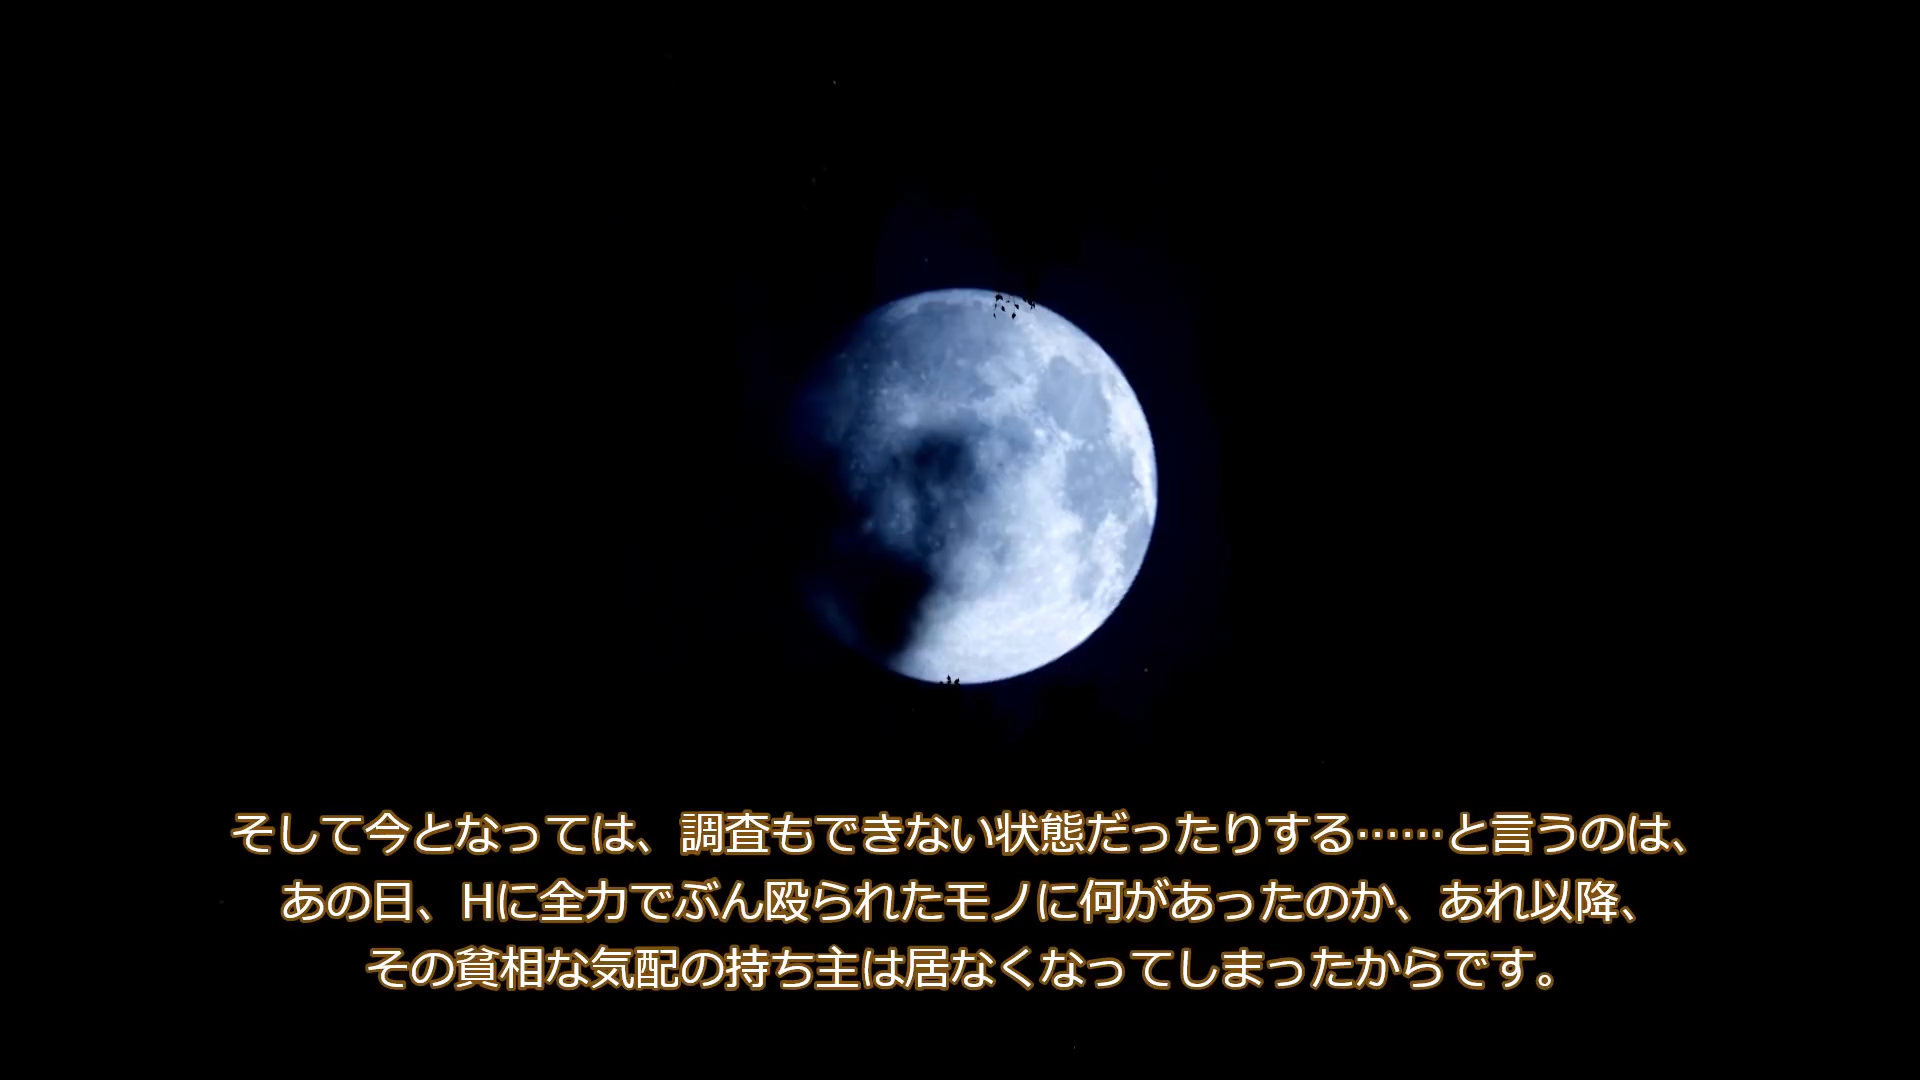 そして今となっては、調査もできない状態だったりする……と言うのは、
あの日、Hに全力でぶん殴られたモノに何があったのか、あれ以降、
その貧相な気配の持ち主は居なくなってしまったからです。